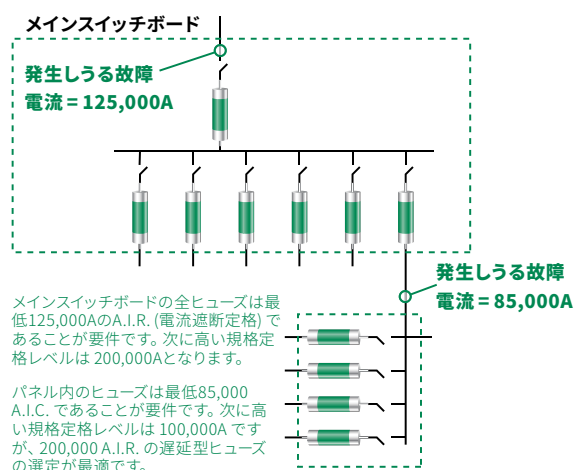 メインスイッチボード
発生しうる故障
電流 = 125,000A
発生しうる故障
電流 = 85,000A
メインスイッチボードの全ヒューズは最
低125,000AのA.I.R. (電流遮断定格) で
あることが要件です。次に高い規格定
格レベルは 200,000Aとなります。
パネル内のヒューズは最低85,000
A.I.C. であることが要件です。次に高
い規格定格レベルは 100,000A です
が、200,000 A.I.R. の遅延型ヒューズ
の選定が最適です。